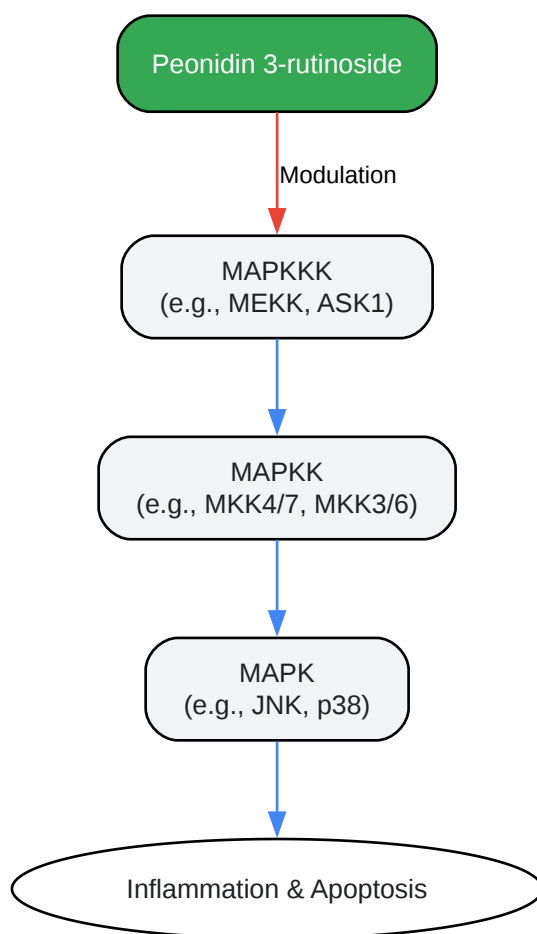 Peonidin 3-rutinoside
Modulation
MAPKKK
(e.g., MEKK, ASK1)
MAPKK
(e.g., MKK4/7, MKK3/6)
MAPK
(e.g., JNK, p38)
Inflammation & Apoptosis